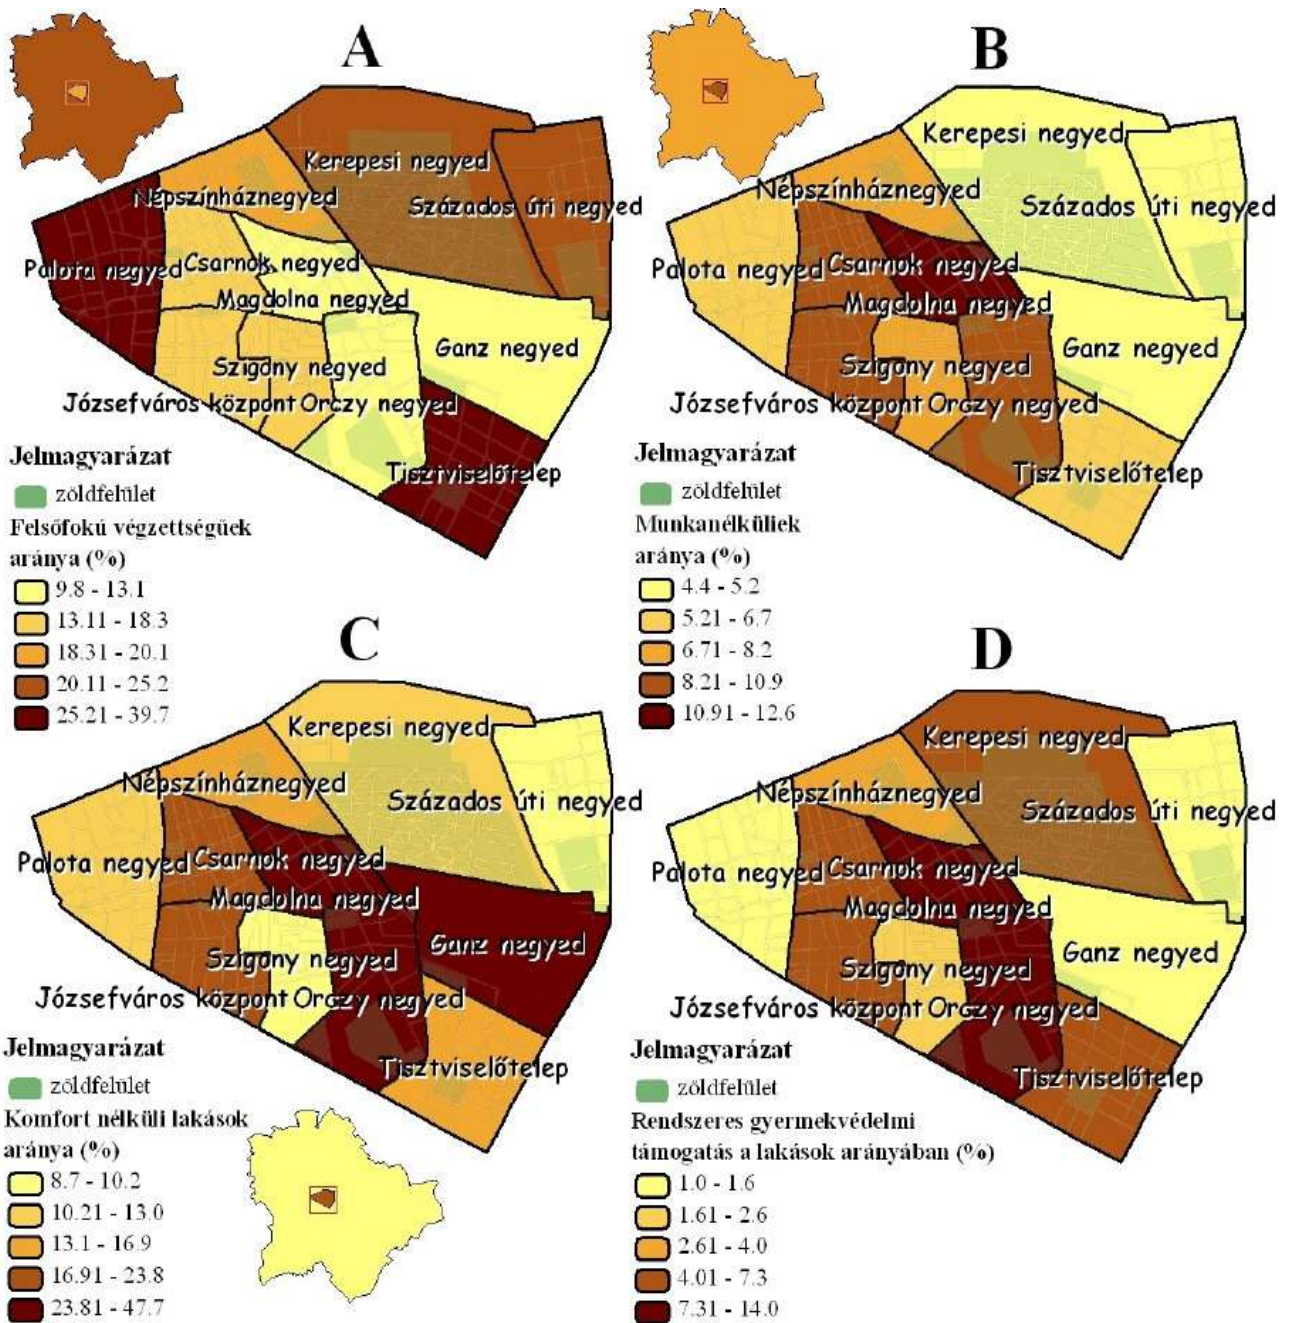 A
Kerepesi negyed
Népszínháznegyed
Százados úti negyed
Palota negyed
Csarnok negyed
Magdolna negyed
Ganz negyed
Szigony negyed
Józsefváros központ
Orczy negyed
Tisztviselőtelep
Jelmagyarázat
zöldfelület
Felsőfokú végzettségűek
aránya (%)
9.8 - 13.1
13.11 - 18.3
18.31 - 20.1
20.11 - 25.2
25.21 - 39.7
B
Kerepesi negyed
Népszínháznegyed
Százados úti negyed
Palota negyed
Csarnok negyed
Magdolna negyed
Ganz negyed
Szigony negyed
Józsefváros központ
Orczy negyed
Tisztviselőtelep
Jelmagyarázat
zöldfelület
Munkanélküliek
aránya (%)
4.4 - 5.2
5.21 - 6.7
6.71 - 8.2
8.21 - 10.9
10.91 - 12.6
C
Kerepesi negyed
Népszínháznegyed
Százados úti negyed
Palota negyed
Csarnok negyed
Magdolna negyed
Ganz negyed
Szigony negyed
Józsefváros központ
Orczy negyed
Tisztviselőtelep
Jelmagyarázat
zöldfelület
Komfort nélküli lakások
aránya (%)
8.7 - 10.2
10.21 - 13.0
13.1 - 16.9
16.91 - 23.8
23.81 - 47.7
D
Kerepesi negyed
Népszínháznegyed
Százados úti negyed
Palota negyed
Csarnok negyed
Magdolna negyed
Ganz negyed
Szigony negyed
Józsefváros központ
Orczy negyed
Tisztviselőtelep
Jelmagyarázat
zöldfelület
Rendszeres gyermekvédelmi
támogatás a lakások arányában (%)
1.0 - 1.6
1.61 - 2.6
2.61 - 4.0
4.01 - 7.3
7.31 - 14.0